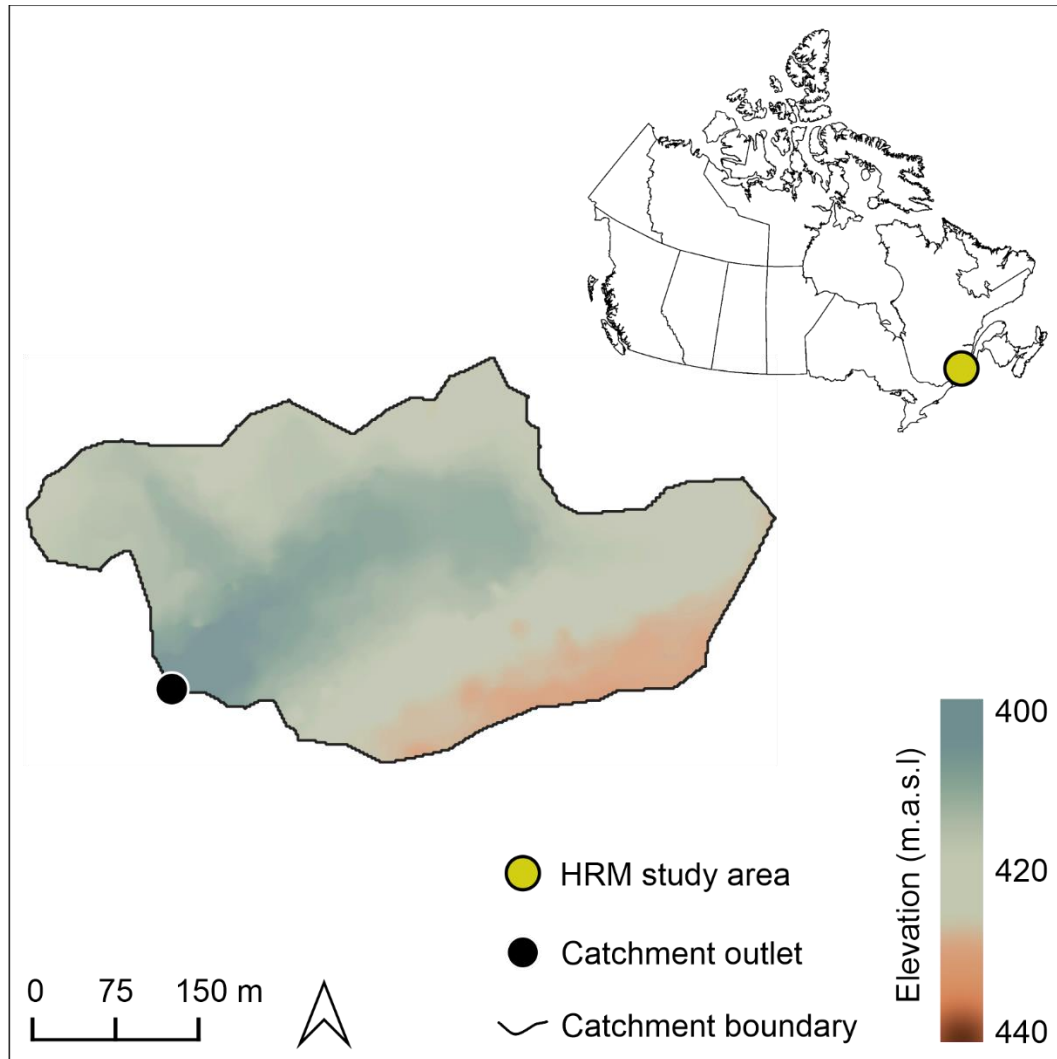 400
420
440
Elevation (m.a.s.l)
HRM study area
Catchment outlet
Catchment boundary
0 75 150 m